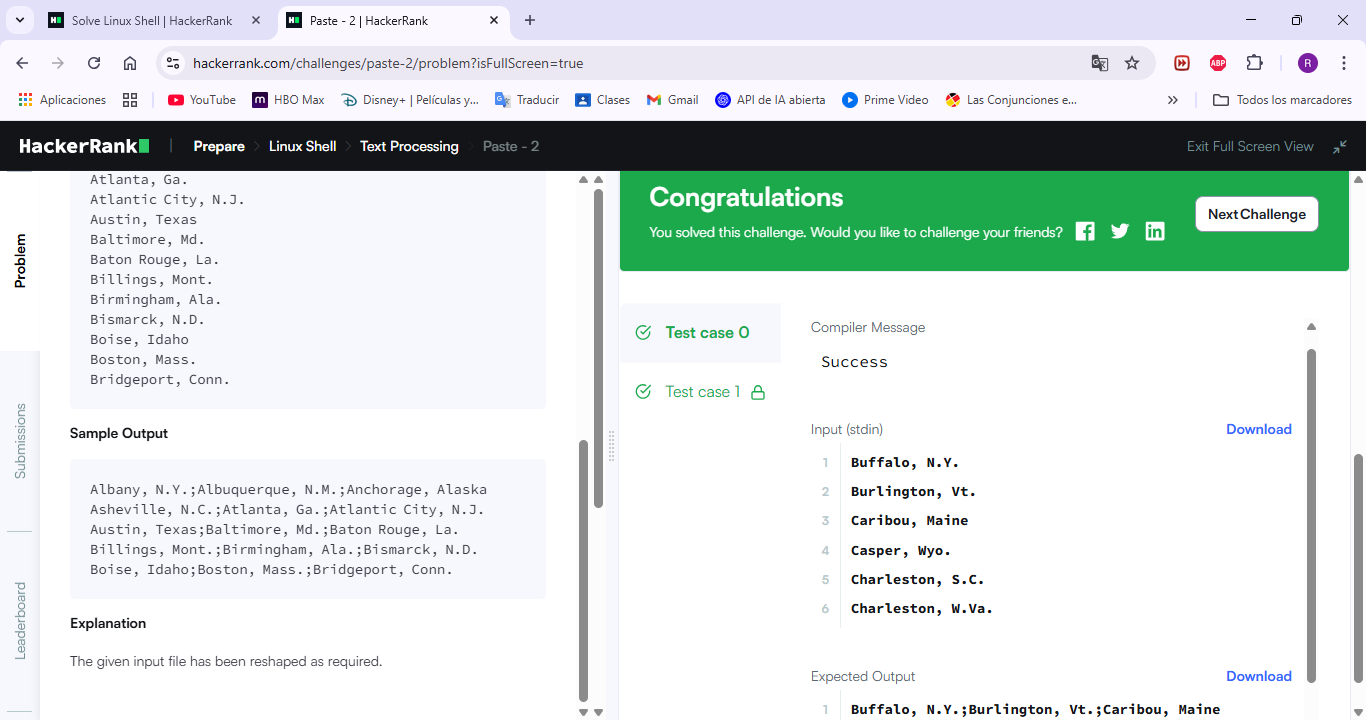 Solve Linux Shell | HackerRank
Paste - 2 | HackerRank
hackerrank.com/challenges/paste-2/problem?isFullScreen=true
ABP
R
Aplicaciones
YouTube
HBO Max
Disney+ | Películas y...
Traducir
Clases
Gmail
API de IA abierta
Prime Video
Las Conjunciones e...
Todos los marcadores
HackerRank
Prepare
Linux Shell
Text Processing
Paste - 2
Exit Full Screen View
Problem
Submissions
Leaderboard
Atlanta, Ga.
Atlantic City, N.J.
Austin, Texas
Baltimore, Md.
Baton Rouge, La.
Billings, Mont.
Birmingham, Ala.
Bismarck, N.D.
Boise, Idaho
Boston, Mass.
Bridgeport, Conn.
Sample Output
Albany, N.Y.;Albuquerque, N.M.;Anchorage, Alaska
Asheville, N.C.;Atlanta, Ga.;Atlantic City, N.J.
Austin, Texas;Baltimore, Md.;Baton Rouge, La.
Billings, Mont.;Birmingham, Ala.;Bismarck, N.D.
Boise, Idaho;Boston, Mass.;Bridgeport, Conn.
Explanation
The given input file has been reshaped as required.
Congratulations
You solved this challenge. Would you like to challenge your friends?
Next Challenge
Test case 0
Test case 1
Compiler Message
Success
Input (stdin)
Download
1 Buffalo, N.Y.
2 Burlington, Vt.
3 Caribou, Maine
4 Casper, Wyo.
5 Charleston, S.C.
6 Charleston, W.Va.
Expected Output
Download
1 Buffalo, N.Y.;Burlington, Vt.;Caribou, Maine